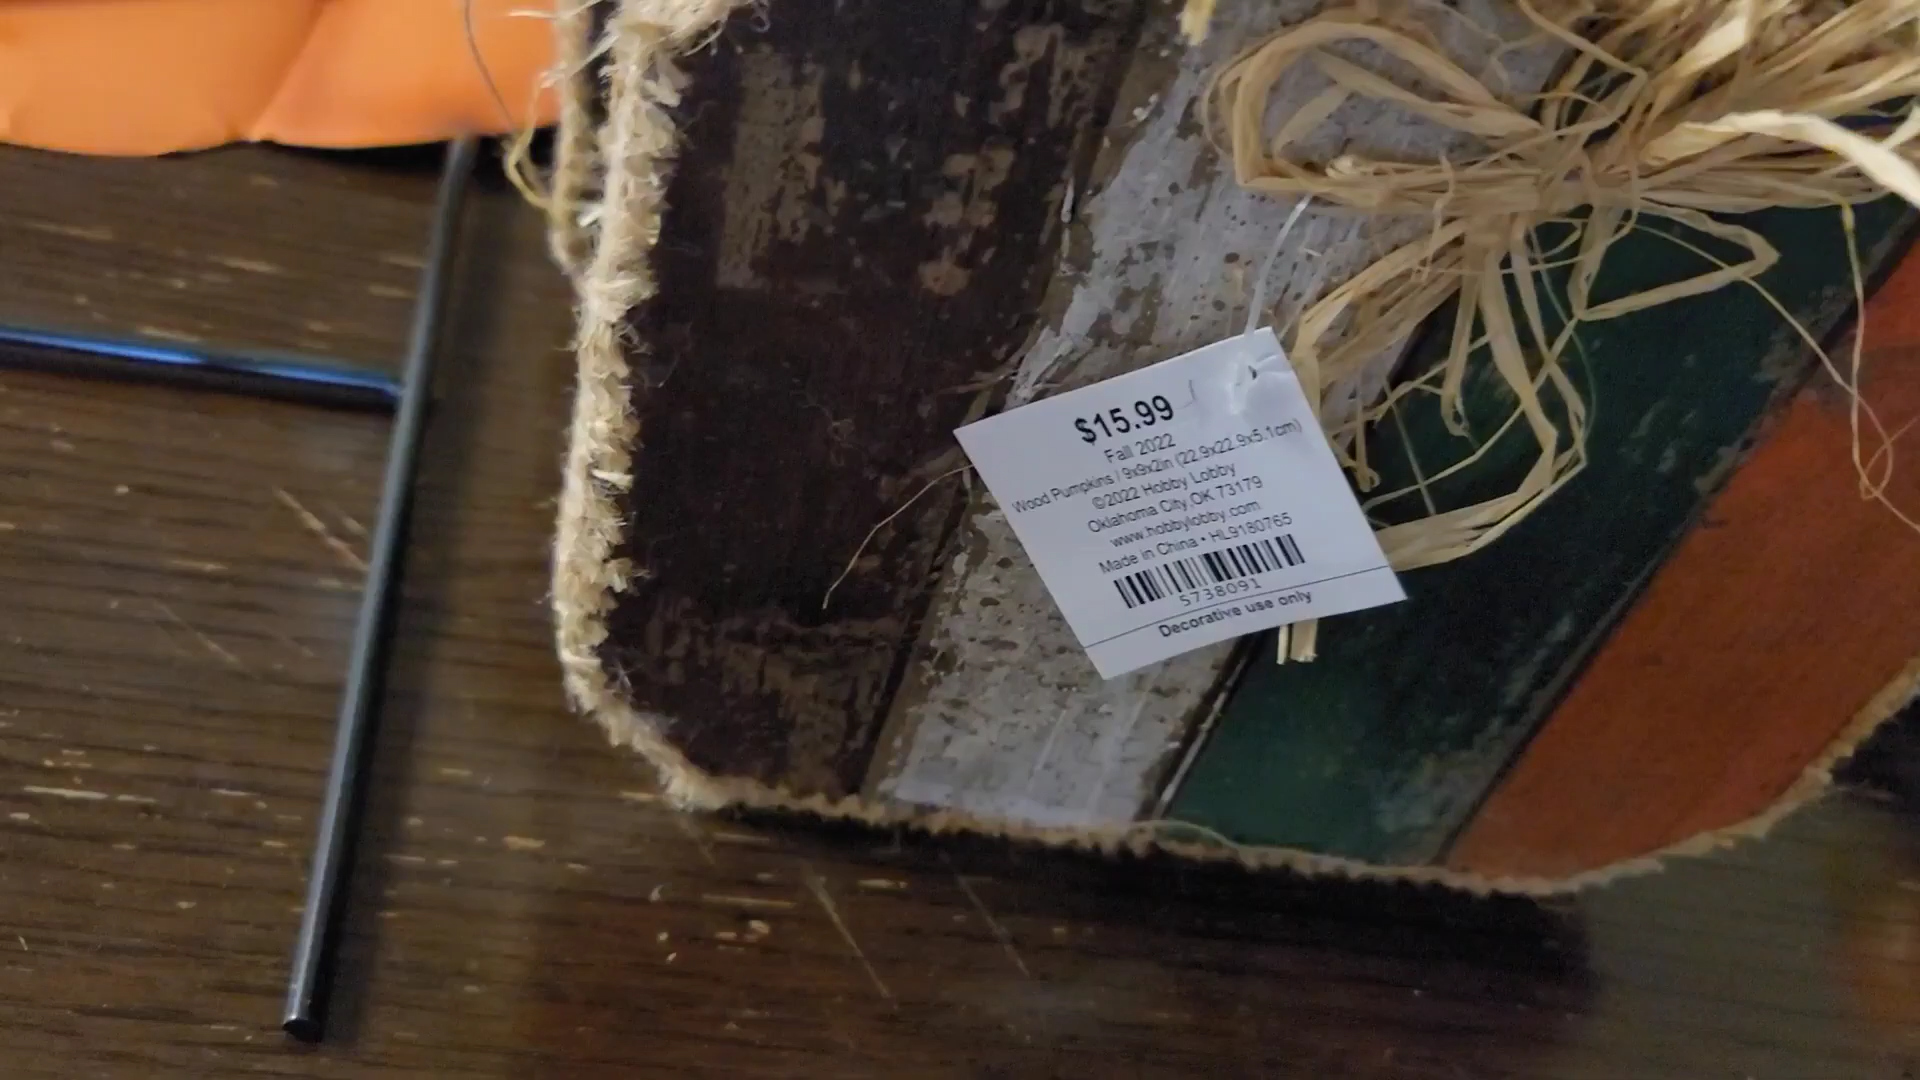 $15.99
Fall 2022
Wood Pumpkins | 9x9x2in (22.9x22.9x5.1cm)
©2022 Hobby Lobby
Oklahoma City, OK 73179
www.hobbylobby.com
Made in China • HL9180765
5738091
Decorative use only